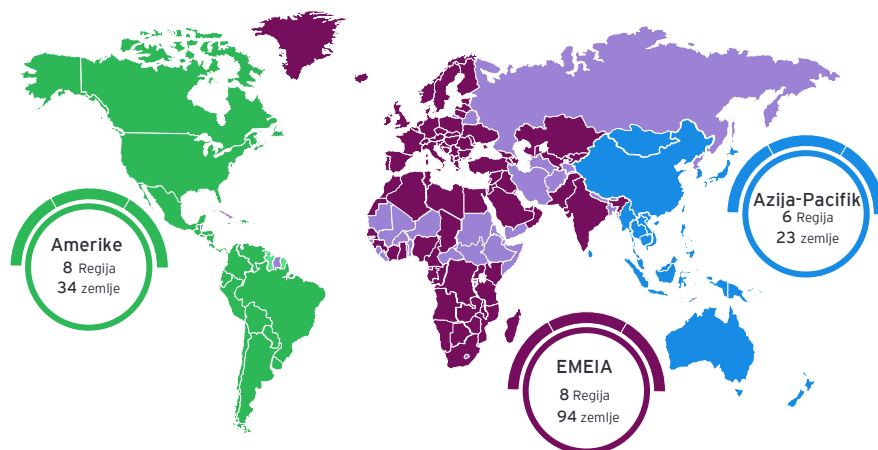 Amerike
8 Regija
34 zemlje
EMEIA
8 Regija
94 zemlje
Azija-Pacifik
6 Regija
23 zemlje